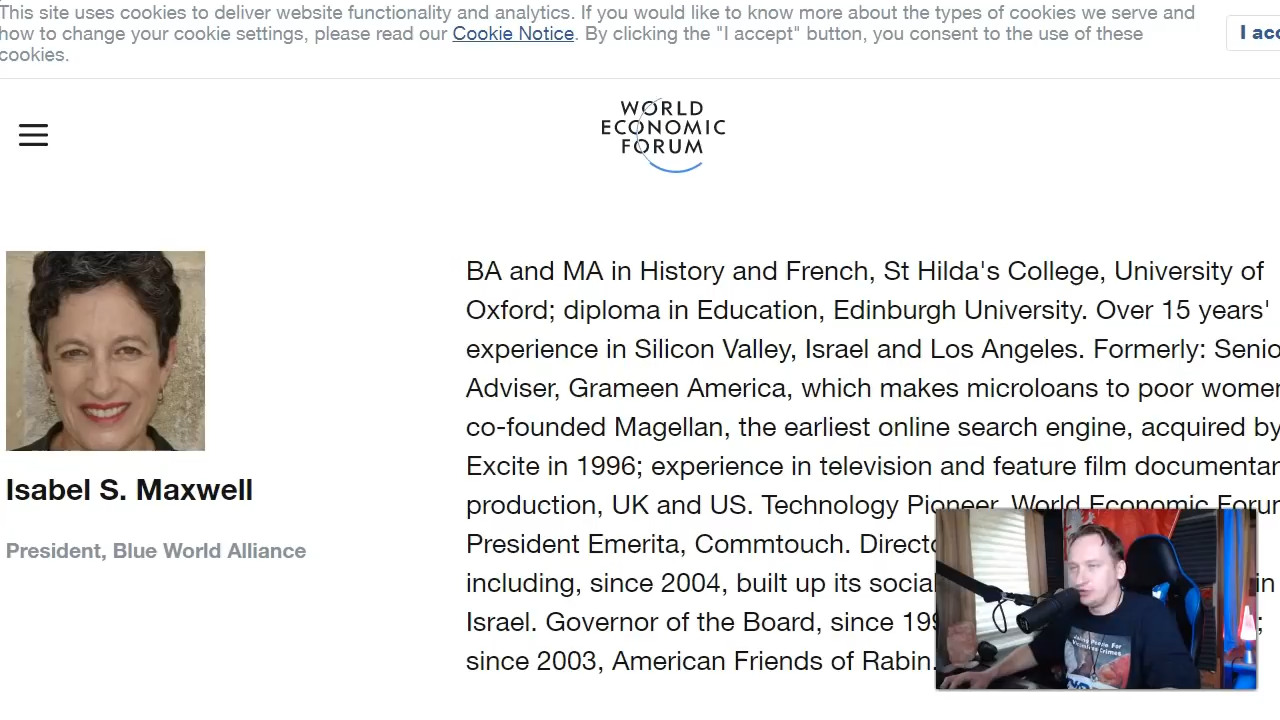 This site uses cookies to deliver website functionality and analytics. If you would like to know more about the types of cookies we serve and
how to change your cookie settings, please read our Cookie Notice. By clicking the "I accept" button, you consent to the use of these
cookies.
I acc
WORLD
ECONOMIC
FORUM
BA and MA in History and French, St Hilda's College, University of
Oxford; diploma in Education, Edinburgh University. Over 15 years'
experience in Silicon Valley, Israel and Los Angeles. Formerly: Senio
Adviser, Grameen America, which makes microloans to poor women
co-founded Magellan, the earliest online search engine, acquired by
Excite in 1996; experience in television and feature film documentar
production, UK and US. Technology Pioneer, World Economic Forum
President Emerita, Commtouch. Directo
including, since 2004, built up its social in
Israel. Governor of the Board, since 199 ;
since 2003, American Friends of Rabin.
Isabel S. Maxwell
President, Blue World Alliance